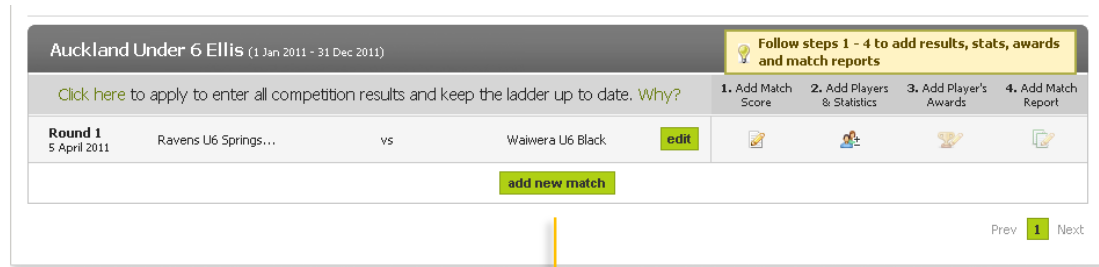 Auckland Under 6 Ellis (1 Jan 2011 - 31 Dec 2011)
Follow steps 1 - 4 to add results, stats, awards
and match reports
Click here to apply to enter all competition results and keep the ladder up to date. Why?
1. Add Match Score
2. Add Players & Statistics
3. Add Player's Awards
4. Add Match Report
Round 1
5 April 2011
Ravens U6 Springs... vs Waiwera U6 Black edit
add new match
Prev 1 Next